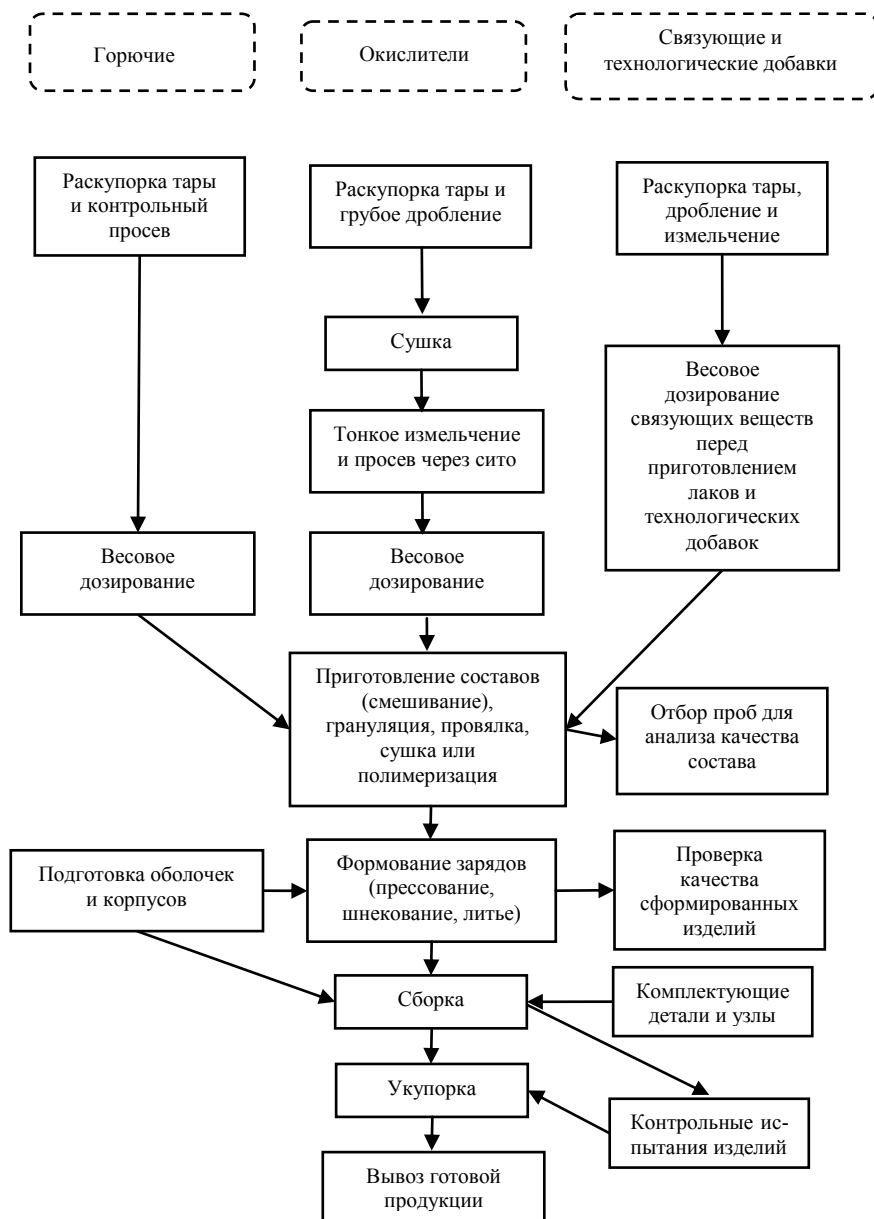 Горючие
Окислители
Связующие и
технологические добавки
Раскупорка тары
и контрольный
просев
Раскупорка тары и
грубое дробление
Раскупорка тары,
дробление и
измельчение
Сушка
Тонкое измельчение
и просев через сито
Весовое
дозирование
связующих веществ
перед
приготовлением
лаков и
технологических
добавок
Весовое
дозирование
Весовое
дозирование
Приготовление составов
(смешивание),
грануляция, провялка,
сушка или
полимеризация
Отбор проб для
анализа качества
состава
Подготовка оболочек
и корпусов
Формование зарядов
(прессование,
шнекование, литье)
Проверка
качества
сформированных
изделий
Сборка
Комплектующие
детали и узлы
Укупорка
Контрольные ис-
пытания изделий
Вывоз готовой
продукции